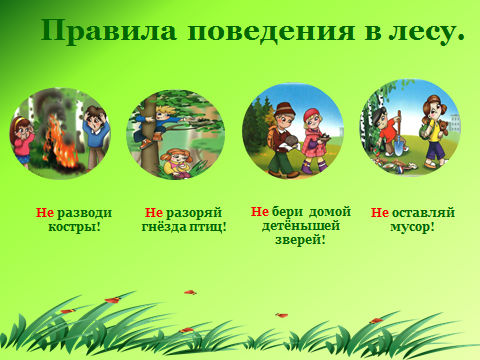 Правила поведения в лесу.
Не разводи
костры!
Не разоряй
гнёзда птиц!
Не бери домой
детёнышей
зверей!
Не оставляй
мусор!